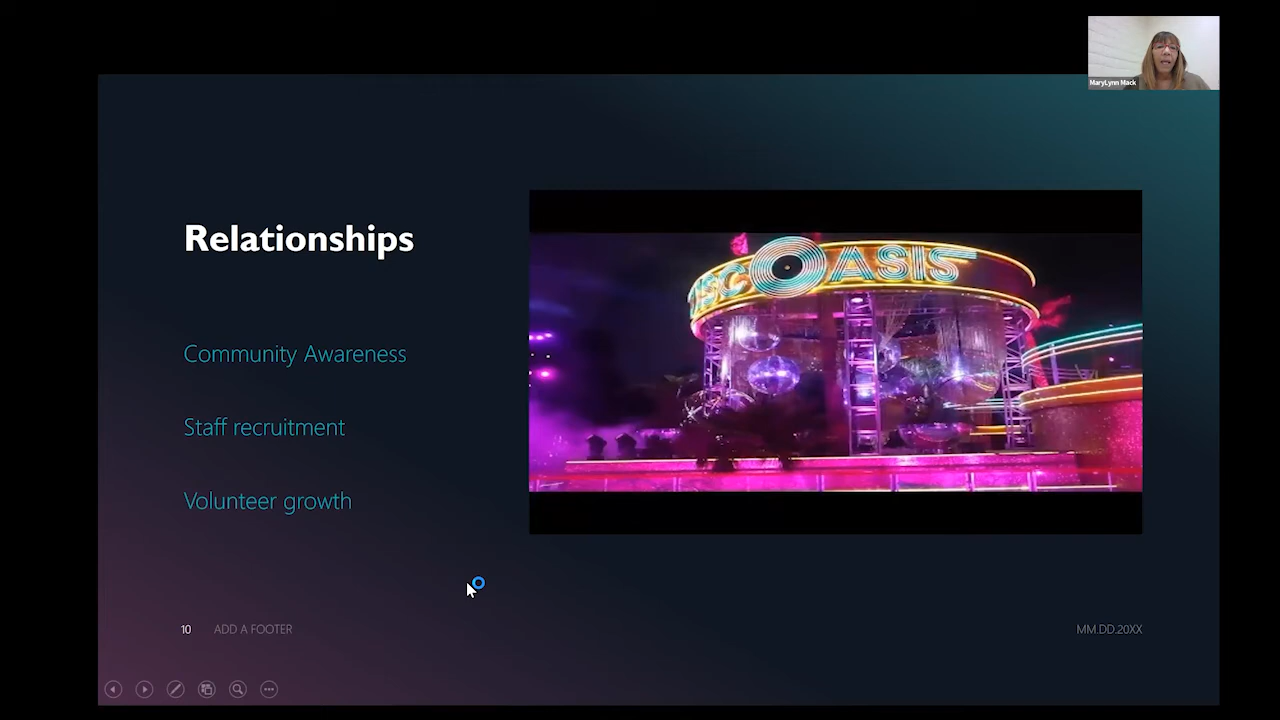 MaryLynn Mack
Relationships
Community Awareness
Staff recruitment
Volunteer growth
OASIS
10
ADD A FOOTER
MM.DD.20XX